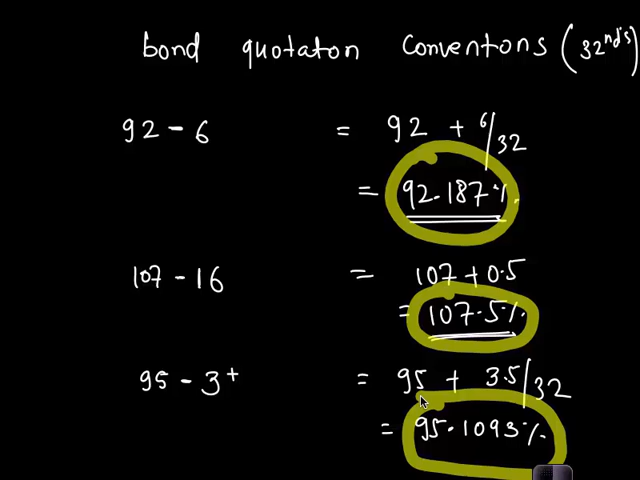 bond quotaton conventons (32nd's)
92 - 6 = 92 + 6/32
= 92.187%
107 - 16 = 107 + 0.5
= 107.5%
95 - 3+ = 95 + 3.5/32
= 95.1093%